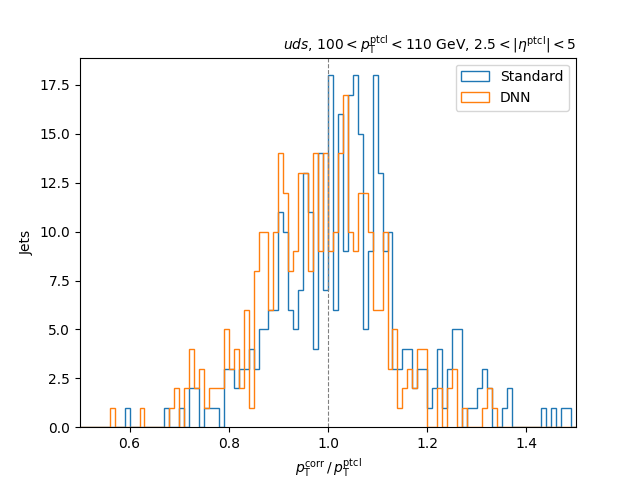 uds, 100 < p_T^ptcl < 110 GeV, 2.5 < |η^ptcl| < 5
Standard
DNN
17.5
15.0
12.5
10.0
7.5
5.0
2.5
0.0
Jets
0.6 0.8 1.0 1.2 1.4
p_T^corr / p_T^ptcl